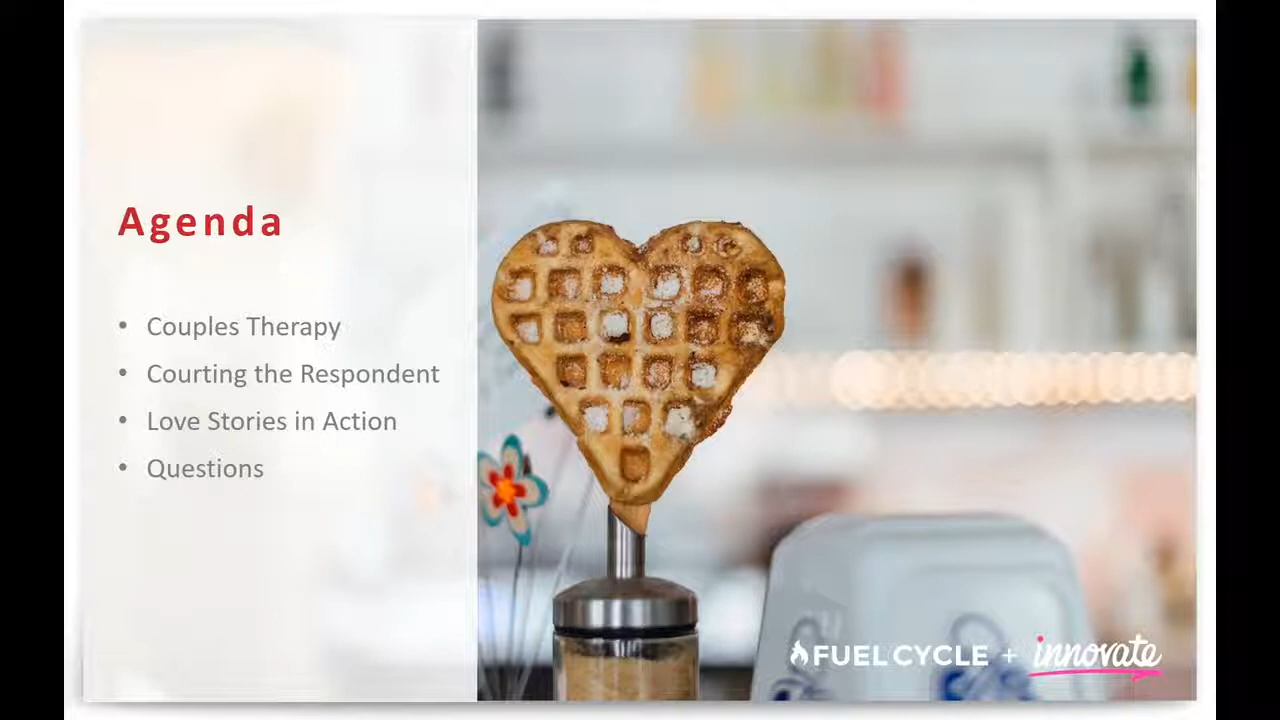 Agenda
• Couples Therapy
• Courting the Respondent
• Love Stories in Action
• Questions
FUEL CYCLE + innovate